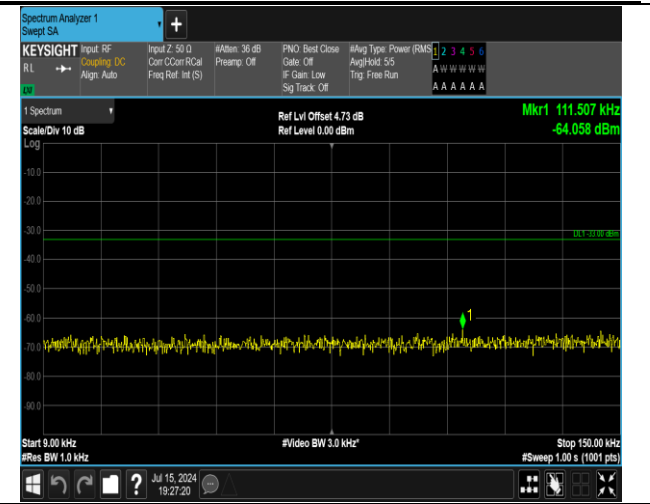 Spectrum Analyzer 1
Swept SA
+
KEYSIGHT Input: RF Input Z: 50 Ω #Atten: 36 dB PNO: Best Close #Avg Type: Power (RMS 1 2 3 4 5 6
RL Coupling: DC Corr CCorr RCal Preamp: Off Gate: Off Avg|Hold: 5/5 A W W W W W
Align: Auto Freq Ref: Int (S) IF Gain: Low Trig: Free Run
Sig Track: Off A A A A A A
LXI
1 Spectrum Ref Lvl Offset 4.73 dB Mkr1 111.507 kHz
Scale/Div 10 dB Ref Level 0.00 dBm -64.058 dBm
Log
-10.0
-20.0
-30.0
DL1 -33.00 dBm
-40.0
-50.0
-60.0
1
-70.0
-80.0
-90.0
Start 9.00 kHz #Video BW 3.0 kHz* Stop 150.00 kHz
#Res BW 1.0 kHz #Sweep 1.00 s (1001 pts)
? Jul 15, 2024
19:27:20